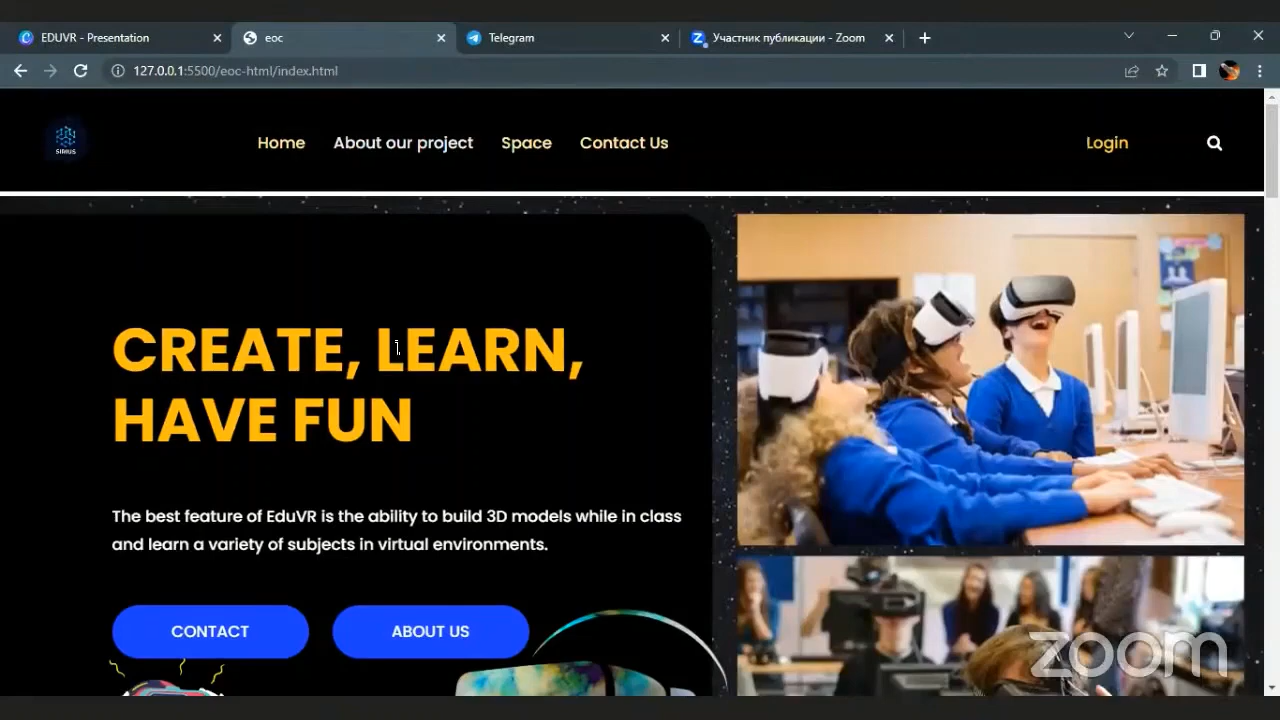 EDUVR - Presentation
eoc
Telegram
Участник публикации - Zoom
127.0.0.1:5500/eoc-html/index.html
SIRIUS
Home
About our project
Space
Contact Us
Login
CREATE, LEARN,
HAVE FUN
The best feature of EduVR is the ability to build 3D models while in class
and learn a variety of subjects in virtual environments.
CONTACT
ABOUT US
zoom